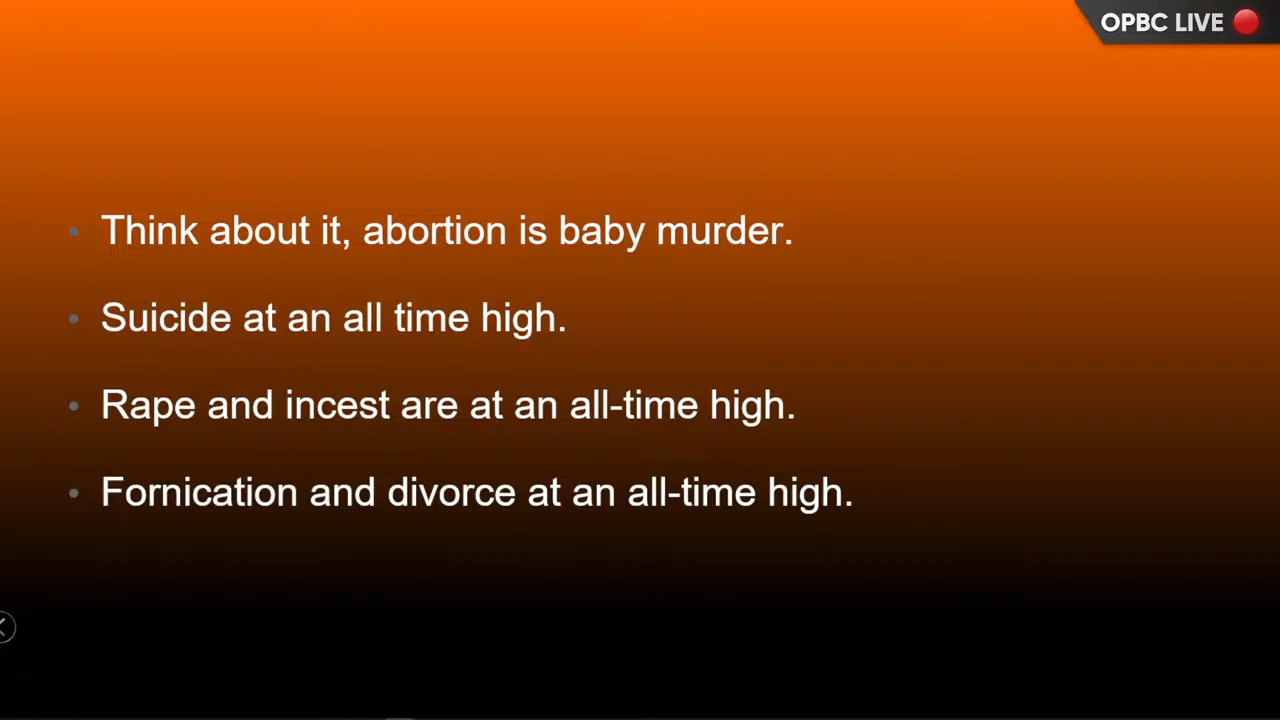 OPBC LIVE
• Think about it, abortion is baby murder.
• Suicide at an all time high.
• Rape and incest are at an all-time high.
• Fornication and divorce at an all-time high.